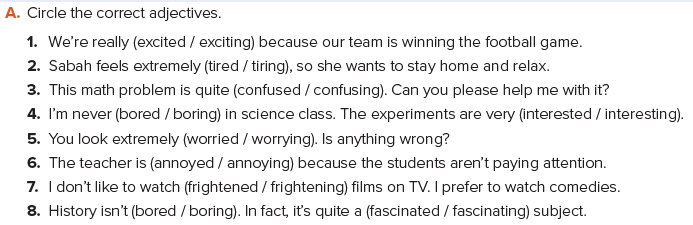 A. Circle the correct adjectives.
1. We're really (excited / exciting) because our team is winning the football game.
2. Sabah feels extremely (tired / tiring), so she wants to stay home and relax.
3. This math problem is quite (confused / confusing). Can you please help me with it?
4. I'm never (bored / boring) in science class. The experiments are very (interested / interesting).
5. You look extremely (worried / worrying). Is anything wrong?
6. The teacher is (annoyed / annoying) because the students aren't paying attention.
7. I don't like to watch (frightened / frightening) films on TV. I prefer to watch comedies.
8. History isn't (bored / boring). In fact, it's quite a (fascinated / fascinating) subject.